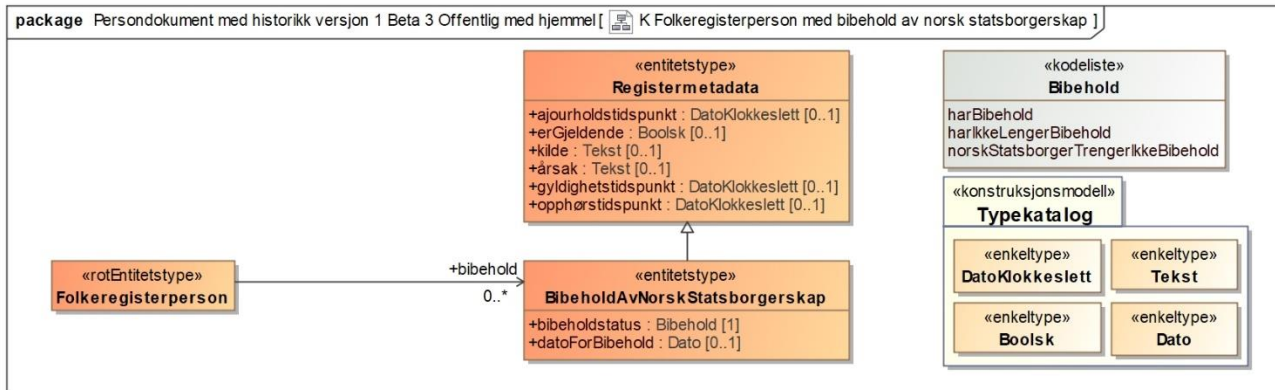 package Persondokument med historikk versjon 1 Beta 3 Offentlig med hjemmel [ K Folkeregisterperson med bibehold av norsk statsborgerskap ]
«entitetstype»
Registermetadata
+ajourholdstidspunkt : DatoKlokkeslett [0..1]
+erGjeldende : Boolsk [0..1]
+kilde : Tekst [0..1]
+årsak : Tekst [0..1]
+gyldighetstidspunkt : DatoKlokkeslett [0..1]
+opphørstidspunkt : DatoKlokkeslett [0..1]
«kodeliste»
Bibehold
harBibehold
harIkkeLengerBibehold
norskStatsborgerTrengerIkkeBibehold
«konstruksjonsmodell»
Typekatalog
«enkeltype»
DatoKlokkeslett
«enkeltype»
Tekst
«enkeltype»
Boolsk
«enkeltype»
Dato
«rotEntitetstype»
Folkeregisterperson
+bibehold
0..*
«entitetstype»
BibeholdAvNorskStatsborgerskap
+bibeholdstatus : Bibehold [1]
+datoForBibehold : Dato [0..1]